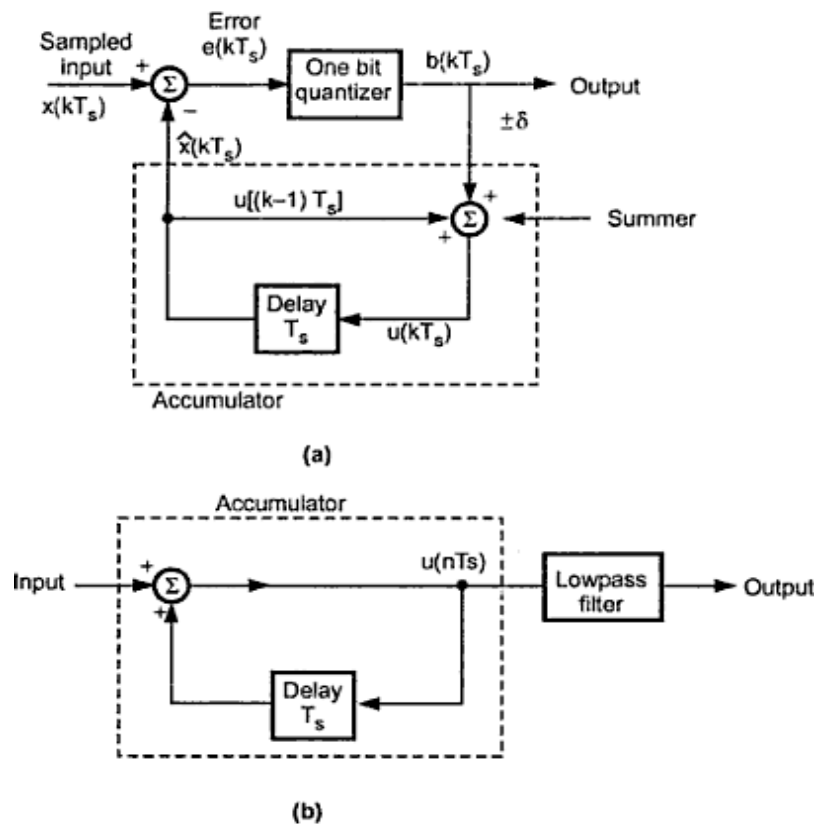 Sampled
input
x(kTₛ)
+
Σ
−
Error
e(kTₛ)
One bit
quantizer
b(kTₛ)
Output
±δ
x̂(kTₛ)
u[(k−1) Tₛ]
+
+
Σ
Summer
Delay
Tₛ
u(kTₛ)
Accumulator
(a)
Accumulator
Input
+
Σ
+
u(nTs)
Lowpass
filter
Output
Delay
Tₛ
(b)